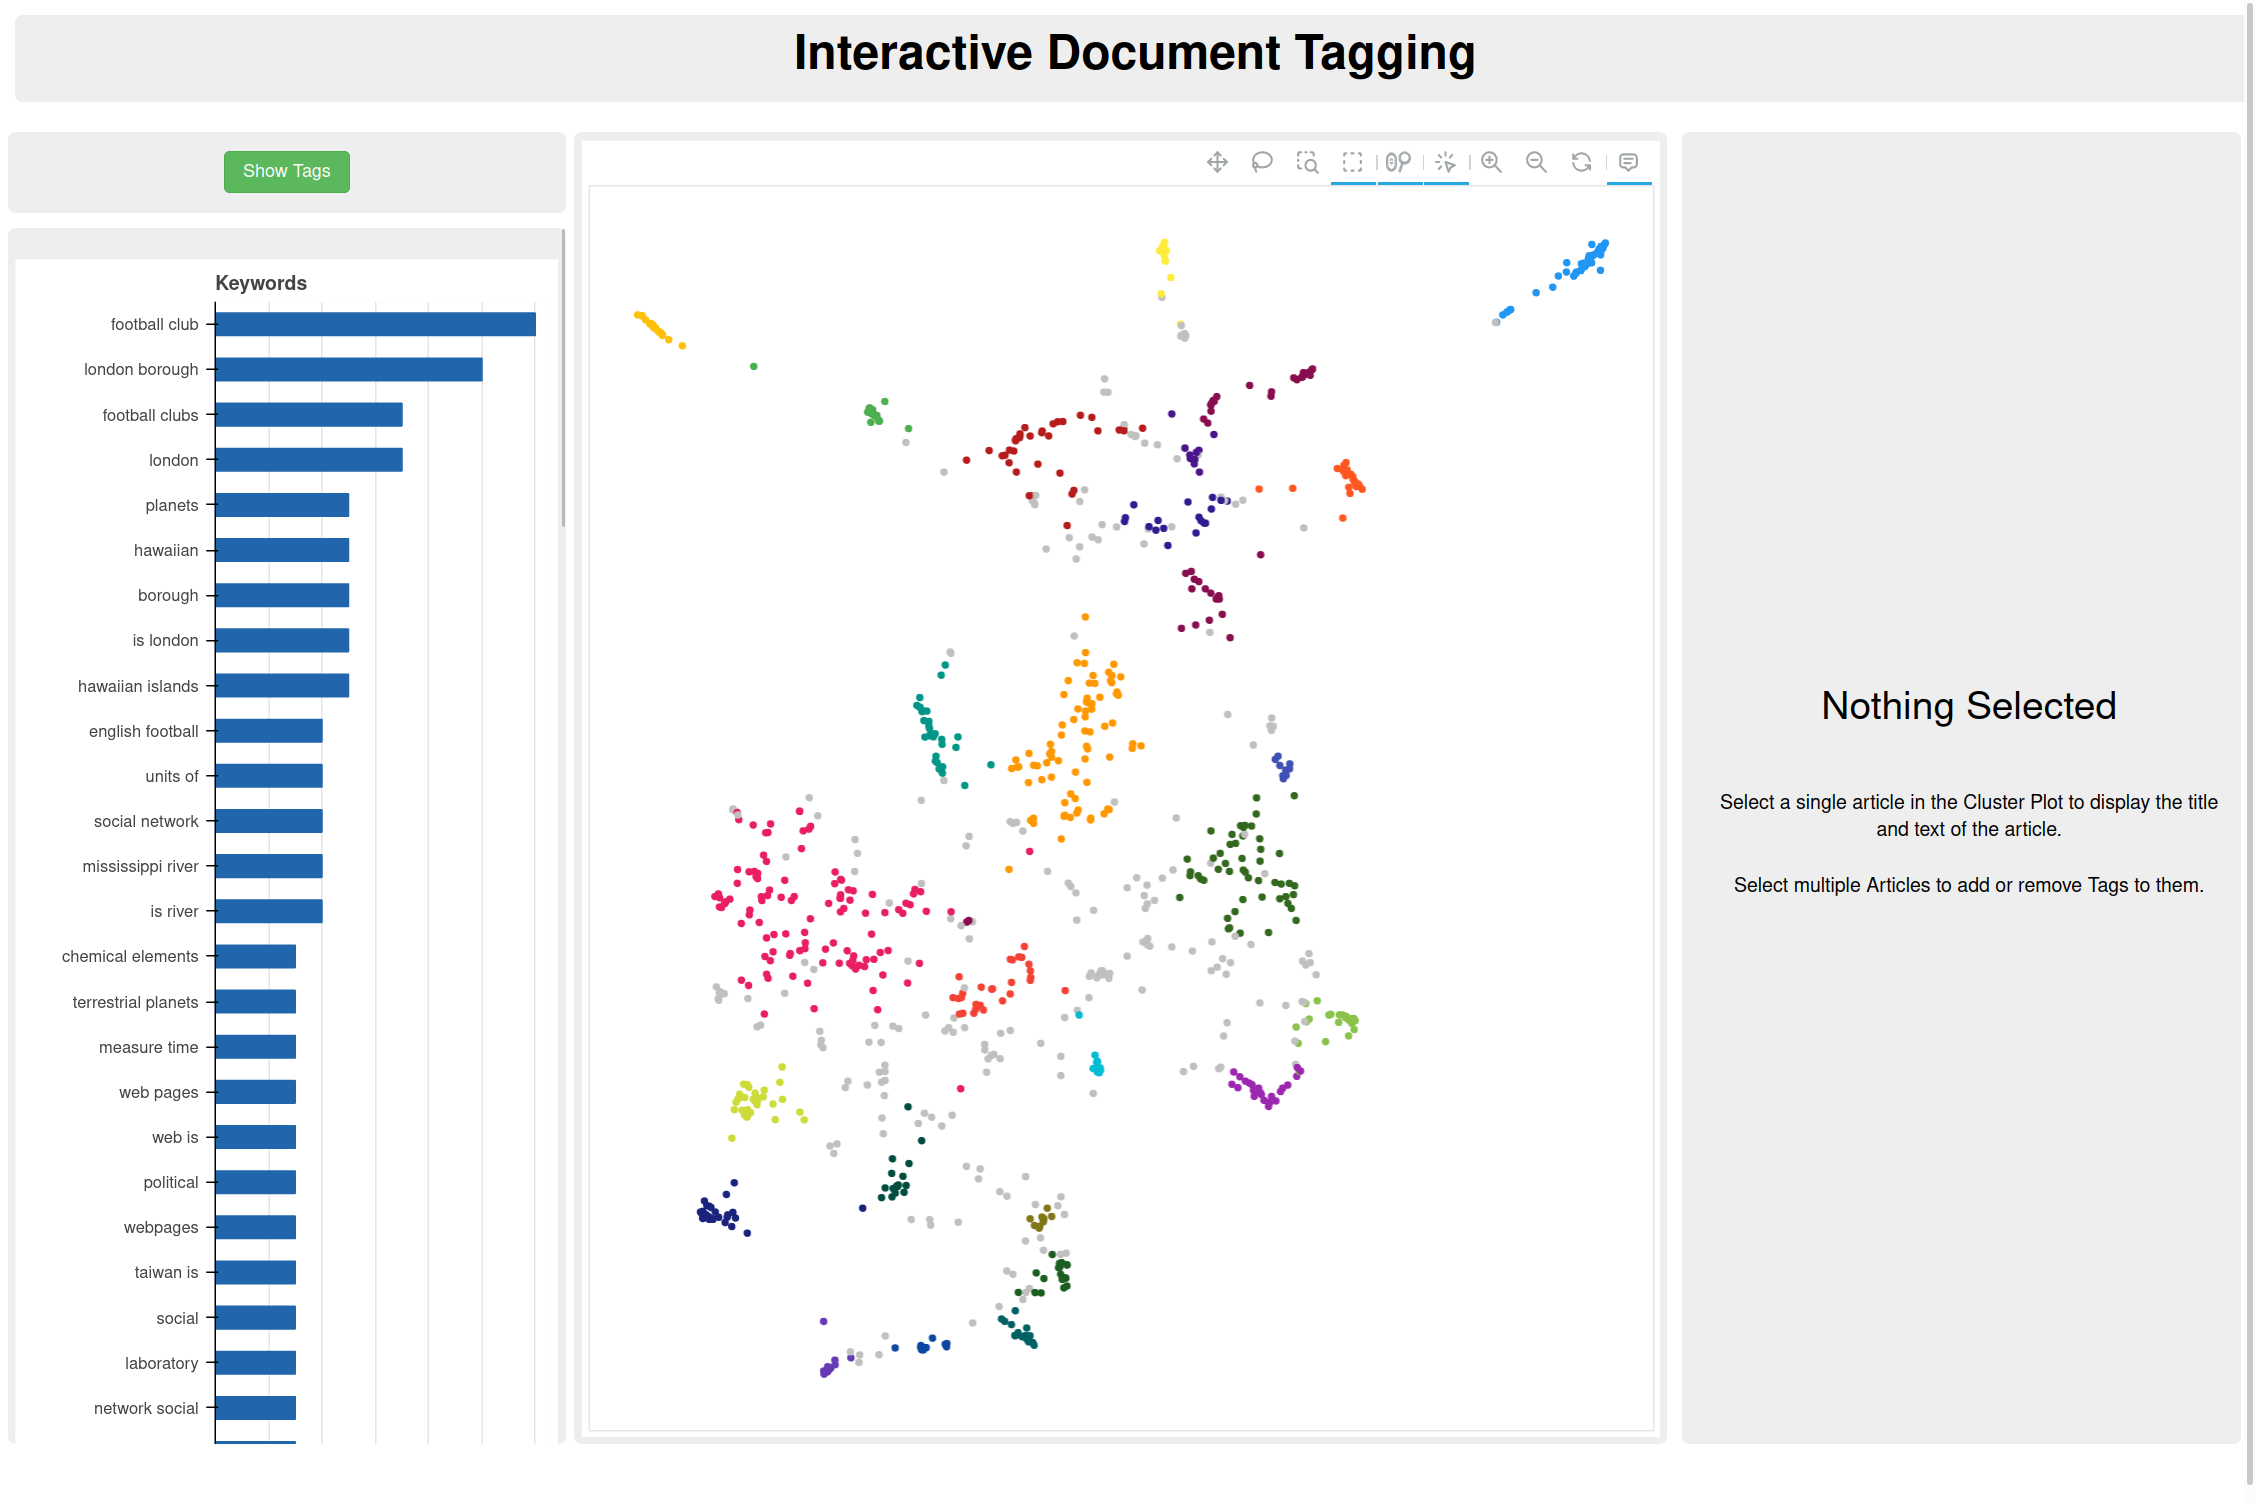 Interactive Document Tagging
Show Tags
Keywords
football club
london borough
football clubs
london
planets
hawaiian
borough
is london
hawaiian islands
english football
units of
social network
mississippi river
is river
chemical elements
terrestrial planets
measure time
web pages
web is
political
webpages
taiwan is
social
laboratory
network social
Nothing Selected
Select a single article in the Cluster Plot to display the title
and text of the article.
Select multiple Articles to add or remove Tags to them.